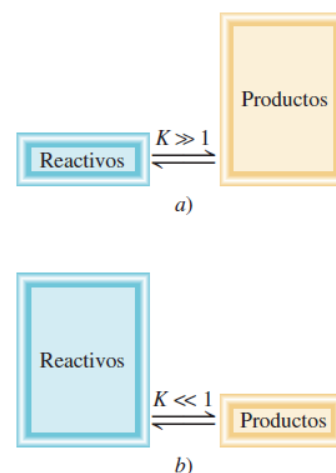 Productos
K ≫ 1
Reactivos
a)
Reactivos
K ≪ 1
Productos
b)